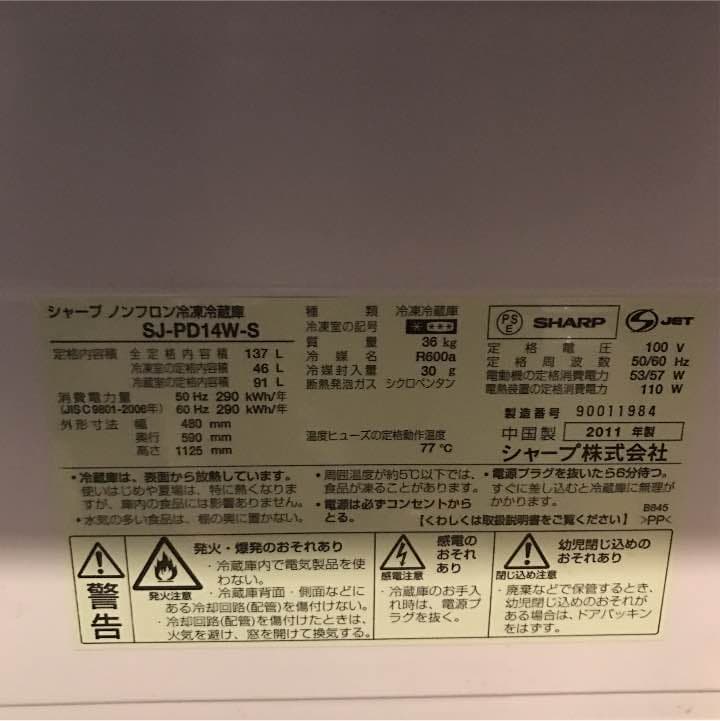 シャープ ノンフロン冷凍冷蔵庫
SJ-PD14W-S
定格内容積 全定格内容積 137 L
冷凍室の定格内容積 46 L
冷蔵室の定格内容積 91 L
消費電力量 50 Hz 290 kWh/年
(JIS C 9801-2006年) 60 Hz 290 kWh/年
外形寸法 幅 480 mm
奥行 590 mm
高さ 1125 mm
種類 冷凍冷蔵庫
冷凍室の記号
質量 36 kg
冷媒 R600a
冷媒封入量 30 g
断熱発泡ガス シクロペンタン
温度ヒューズの定格動作温度
77 ℃
PS
E
SHARP
S JET
定格電圧 100 V
定格周波数 50/60 Hz
電動機の定格消費電力 53/57 W
電熱装置の定格消費電力 110 W
製造番号 90011984
中国製 2011 年製
シャープ株式会社
・冷蔵庫は、表面から放熱しています。
使いはじめや夏場は、特に熱くなりま
すが、庫内の食品には影響ありません。
・水気の多い食品は、棚の奥に置かない。
・周囲温度が約5℃以下では、
食品が凍ることがあります。
・電源は必ずコンセントから
とる。
・電源プラグを抜いたら6分待つ。
すぐに差し込むと冷蔵庫に無理が
かかります。
【くわしくは取扱説明書をご覧ください】
B845
>PP<
警告
発火・爆発のおそれあり
発火注意
・冷蔵庫内で電気製品を使
わない。
・冷蔵庫背面・側面などに
ある冷却回路(配管)を傷付けない。
・冷却回路(配管)を傷付けたときは、
火気を避け、窓を開けて換気する。
感電の
おそれ
あり
感電注意
・冷蔵庫のお手入
れ時は、電源プ
ラグを抜く。
幼児閉じ込めの
おそれあり
閉じ込め注意
・廃棄などで保管するとき、
幼児閉じ込めのおそれが
ある場合は、ドアパッキン
をはずす。